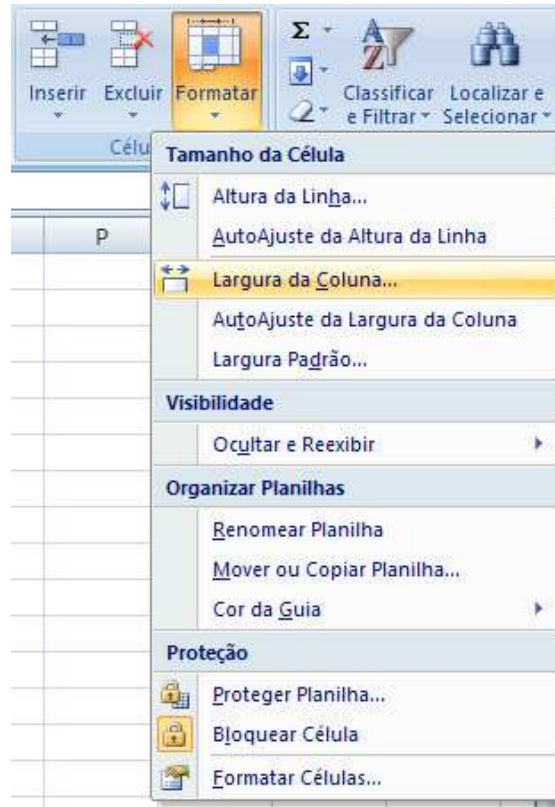 Σ
Inserir Excluir Formatar
Classificar e Filtrar
Localizar e Selecionar
Célu
P
Tamanho da Célula
Altura da Linha...
AutoAjuste da Altura da Linha
Largura da Coluna...
AutoAjuste da Largura da Coluna
Largura Padrão...
Visibilidade
Ocultar e Reexibir
Organizar Planilhas
Renomear Planilha
Mover ou Copiar Planilha...
Cor da Guia
Proteção
Proteger Planilha...
Bloquear Célula
Formatar Células...